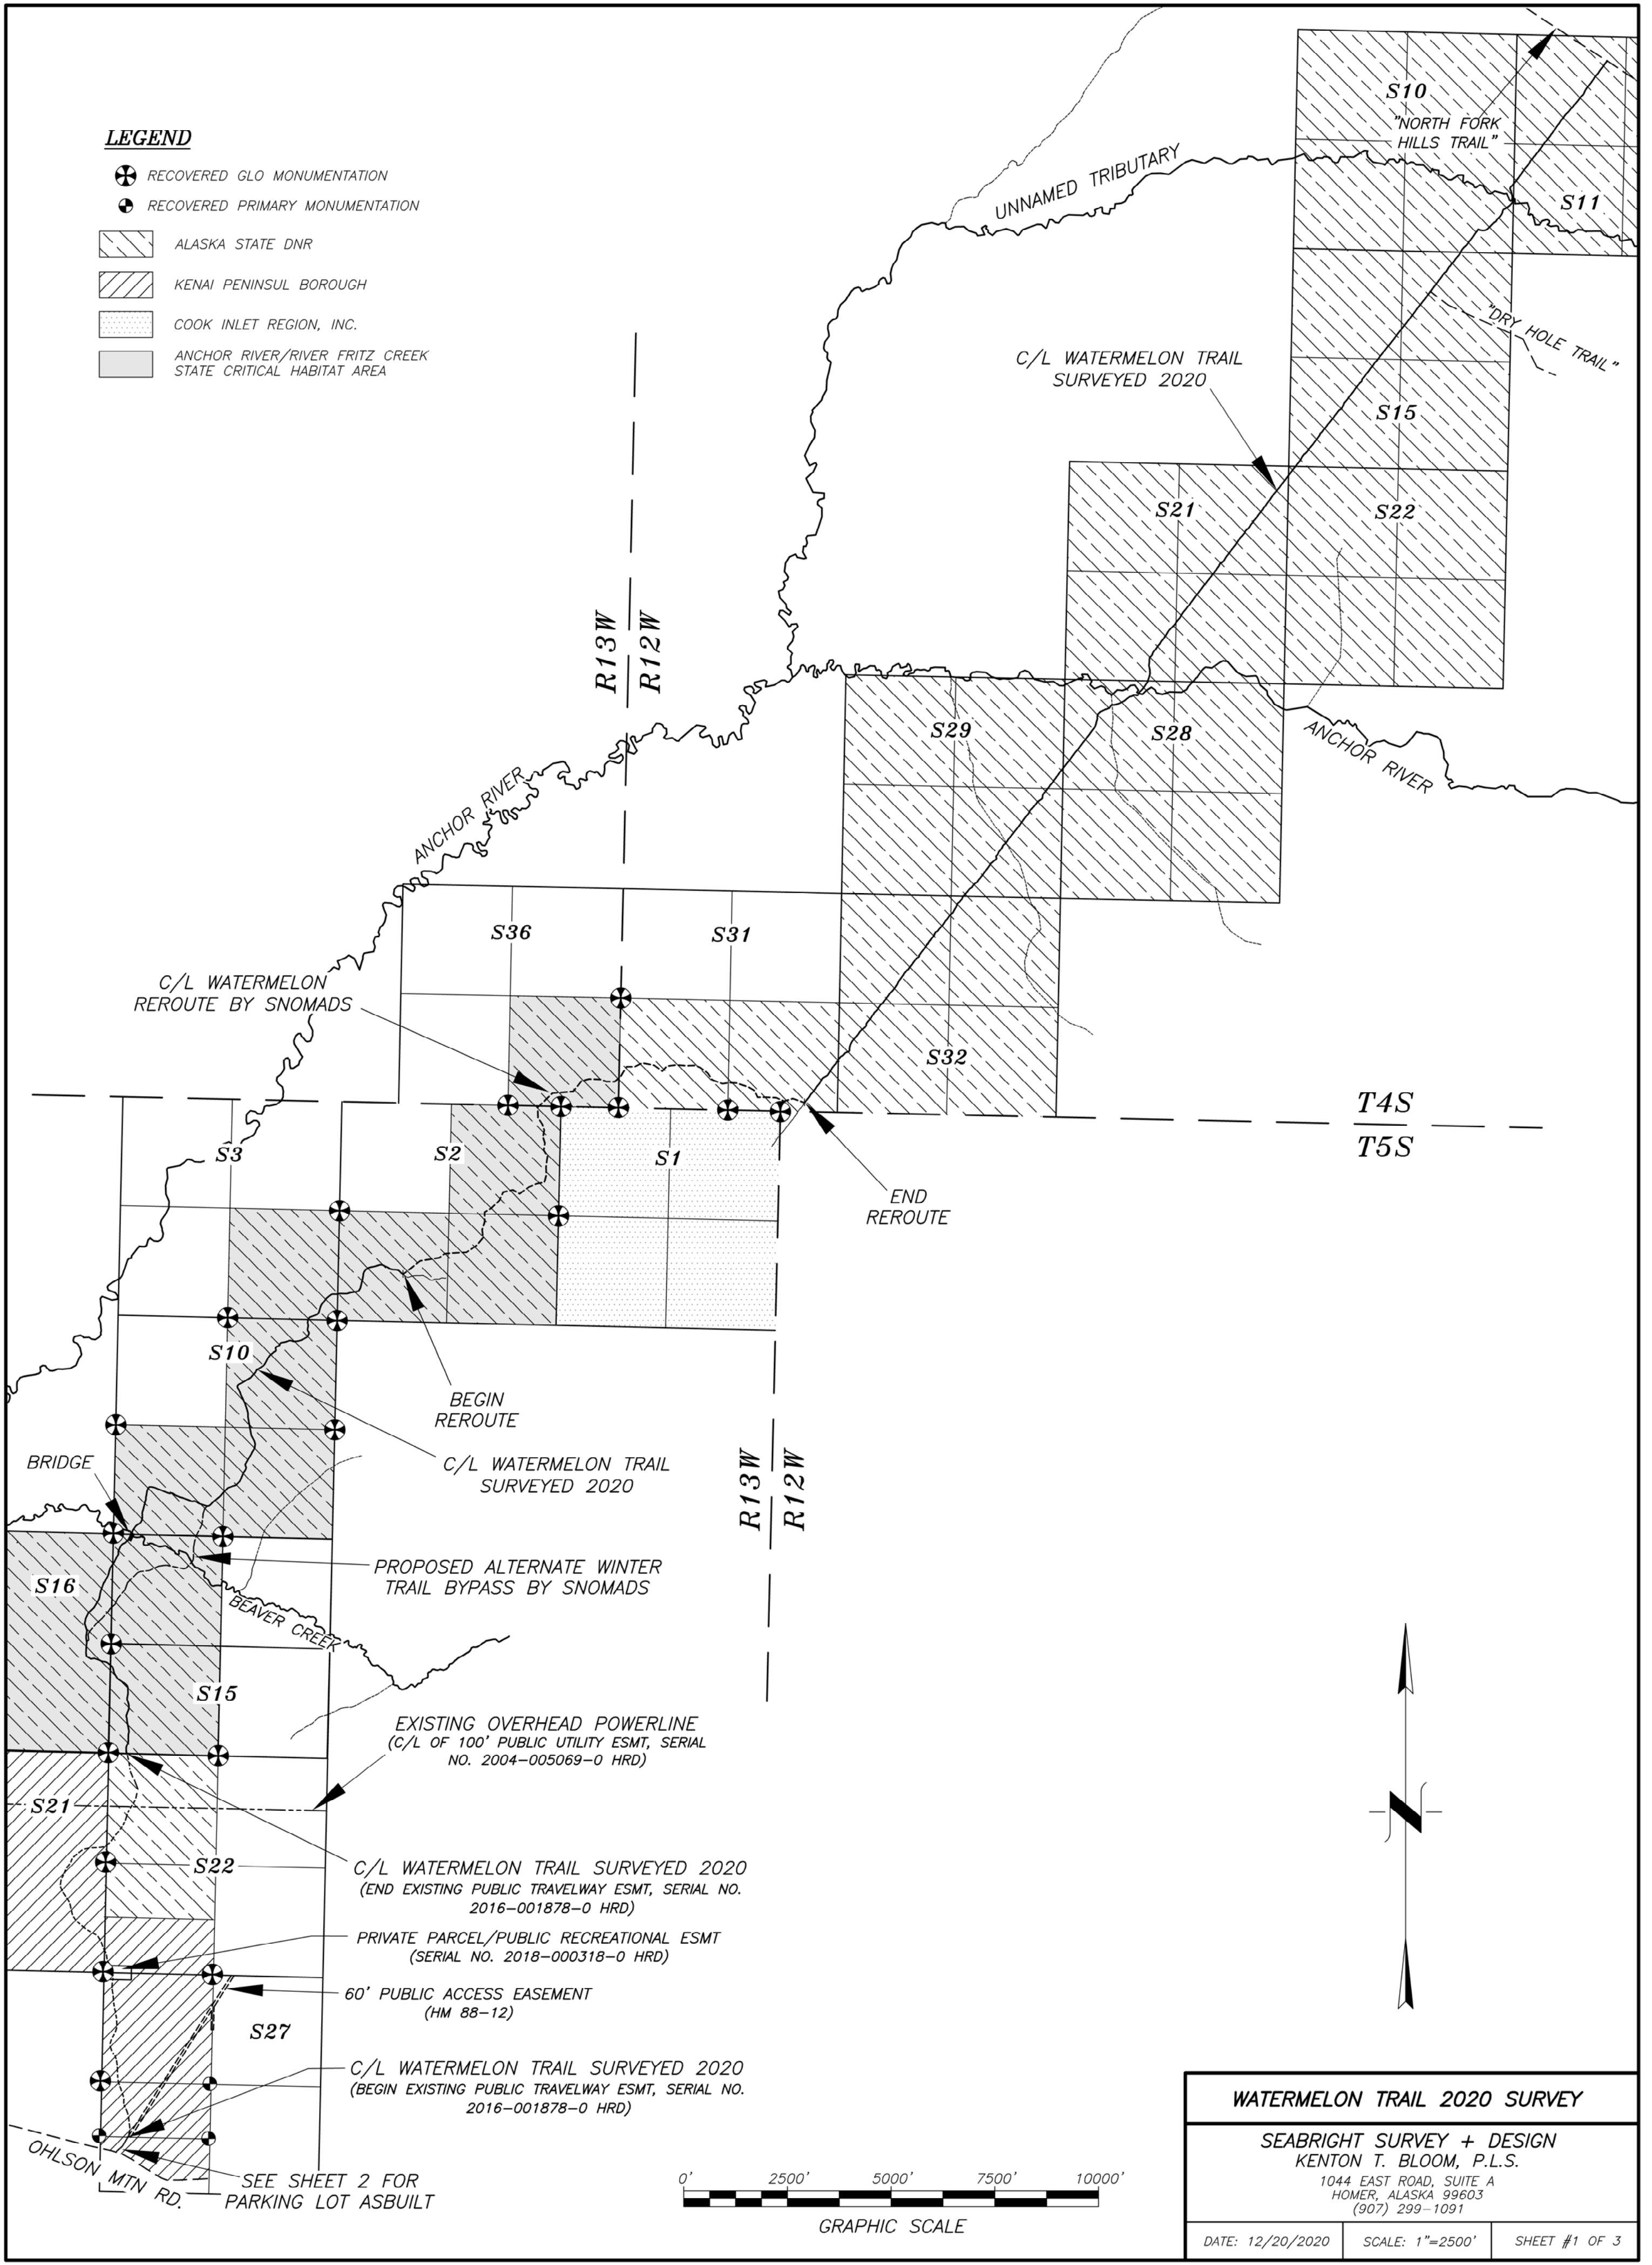 LEGEND
RECOVERED GLO MONUMENTATION
RECOVERED PRIMARY MONUMENTATION
ALASKA STATE DNR
KENAI PENINSUL BOROUGH
COOK INLET REGION, INC.
ANCHOR RIVER/RIVER FRITZ CREEK
STATE CRITICAL HABITAT AREA
S10
"NORTH FORK
HILLS TRAIL"
UNNAMED TRIBUTARY
S11
"DRY HOLE TRAIL"
C/L WATERMELON TRAIL
SURVEYED 2020
S15
S21
S22
R13W
R12W
S29
S28
ANCHOR RIVER
ANCHOR RIVER
S36
S31
C/L WATERMELON
REROUTE BY SNOMADS
S32
T4S
T5S
S3
S2
S1
END
REROUTE
S10
BEGIN
REROUTE
BRIDGE
C/L WATERMELON TRAIL
SURVEYED 2020
R13W
R12W
PROPOSED ALTERNATE WINTER
TRAIL BYPASS BY SNOMADS
S16
BEAVER CREEK
S15
EXISTING OVERHEAD POWERLINE
(C/L OF 100' PUBLIC UTILITY ESMT, SERIAL
NO. 2004-005069-0 HRD)
S21
S22
C/L WATERMELON TRAIL SURVEYED 2020
(END EXISTING PUBLIC TRAVELWAY ESMT, SERIAL NO.
2016-001878-0 HRD)
PRIVATE PARCEL/PUBLIC RECREATIONAL ESMT
(SERIAL NO. 2018-000318-0 HRD)
60' PUBLIC ACCESS EASEMENT
(HM 88-12)
S27
C/L WATERMELON TRAIL SURVEYED 2020
(BEGIN EXISTING PUBLIC TRAVELWAY ESMT, SERIAL NO.
2016-001878-0 HRD)
OHLSON MTN RD.
SEE SHEET 2 FOR
PARKING LOT ASBUILT
0' 2500' 5000' 7500' 10000'
GRAPHIC SCALE
N
WATERMELON TRAIL 2020 SURVEY
SEABRIGHT SURVEY + DESIGN
KENTON T. BLOOM, P.L.S.
1044 EAST ROAD, SUITE A
HOMER, ALASKA 99603
(907) 299-1091
DATE: 12/20/2020 SCALE: 1"=2500' SHEET #1 OF 3